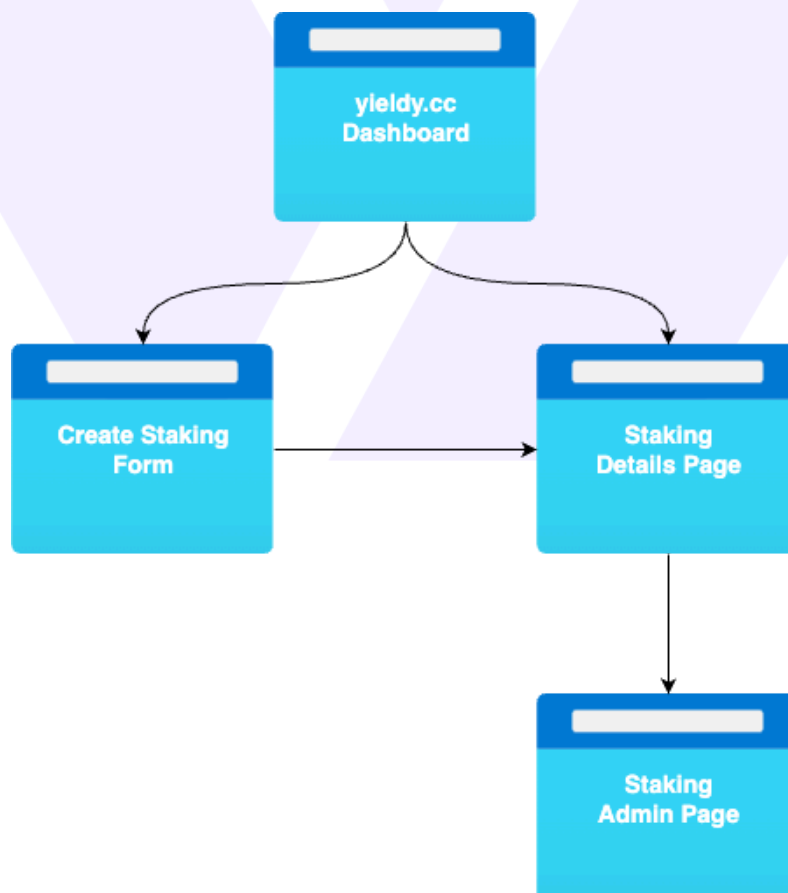 yieldy.cc
Dashboard
Create Staking
Form
Staking
Details Page
Staking
Admin Page